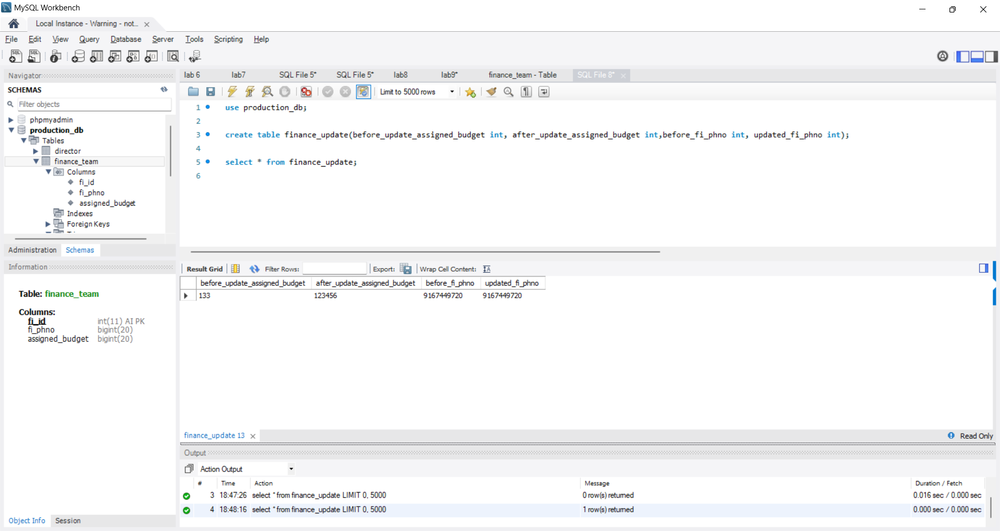 MySQL Workbench
Local Instance - Warning - not...
File Edit View Query Database Server Tools Scripting Help
Navigator
SCHEMAS
Filter objects
phpmyadmin
production_db
Tables
director
finance_team
Columns
fi_id
fi_phno
assigned_budget
Indexes
Foreign Keys
Administration Schemas
Information
Table: finance_team
Columns:
fi_id int(11) AI PK
fi_phno bigint(20)
assigned_budget bigint(20)
Object Info Session
lab 6 lab7 SQL File 5* SQL File 5* lab8 lab9* finance_team - Table SQL File 8*
Limit to 5000 rows
1 use production_db;
2
3 create table finance_update(before_update_assigned_budget int, after_update_assigned_budget int,before_fi_phno int, updated_fi_phno int);
4
5 select * from finance_update;
6
Result Grid Filter Rows: Export: Wrap Cell Content:
before_update_assigned_budget after_update_assigned_budget before_fi_phno updated_fi_phno
133 123456 9167449720 9167449720
finance_update 13 Read Only
Output
Action Output
# Time Action Message Duration / Fetch
3 18:47:26 select * from finance_update LIMIT 0, 5000 0 row(s) returned 0.016 sec / 0.000 sec
4 18:48:16 select * from finance_update LIMIT 0, 5000 1 row(s) returned 0.000 sec / 0.000 sec